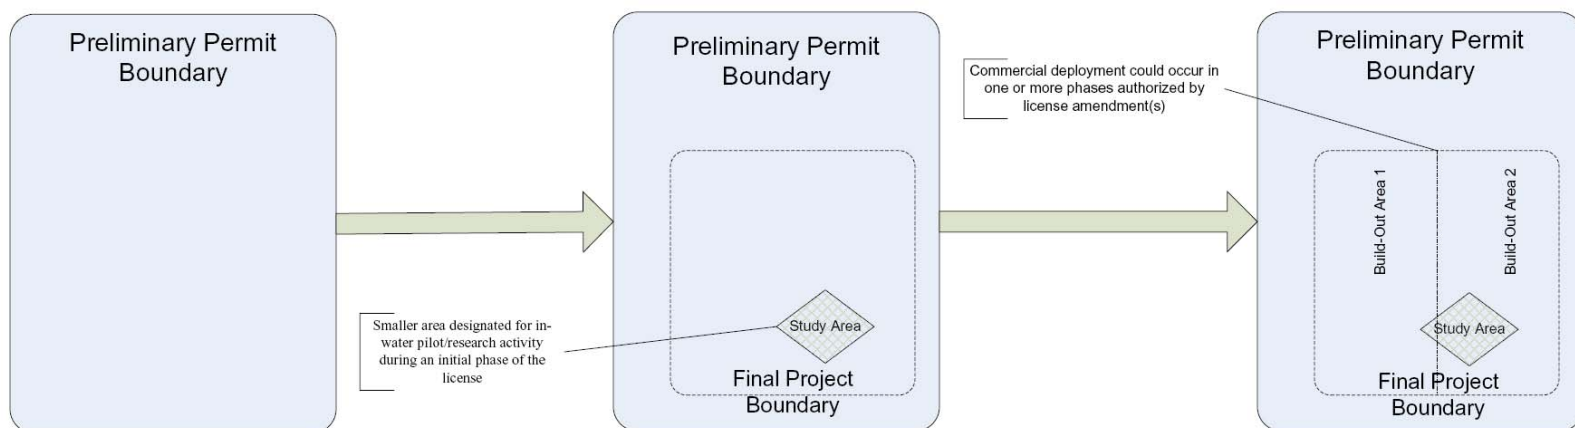 Preliminary Permit
Boundary
Smaller area designated for in-
water pilot/research activity
during an initial phase of the
license
Preliminary Permit
Boundary
Study Area
Final Project
Boundary
Commercial deployment could occur in
one or more phases authorized by
license amendment(s)
Preliminary Permit
Boundary
Build-Out Area 1
Build-Out Area 2
Study Area
Final Project
Boundary